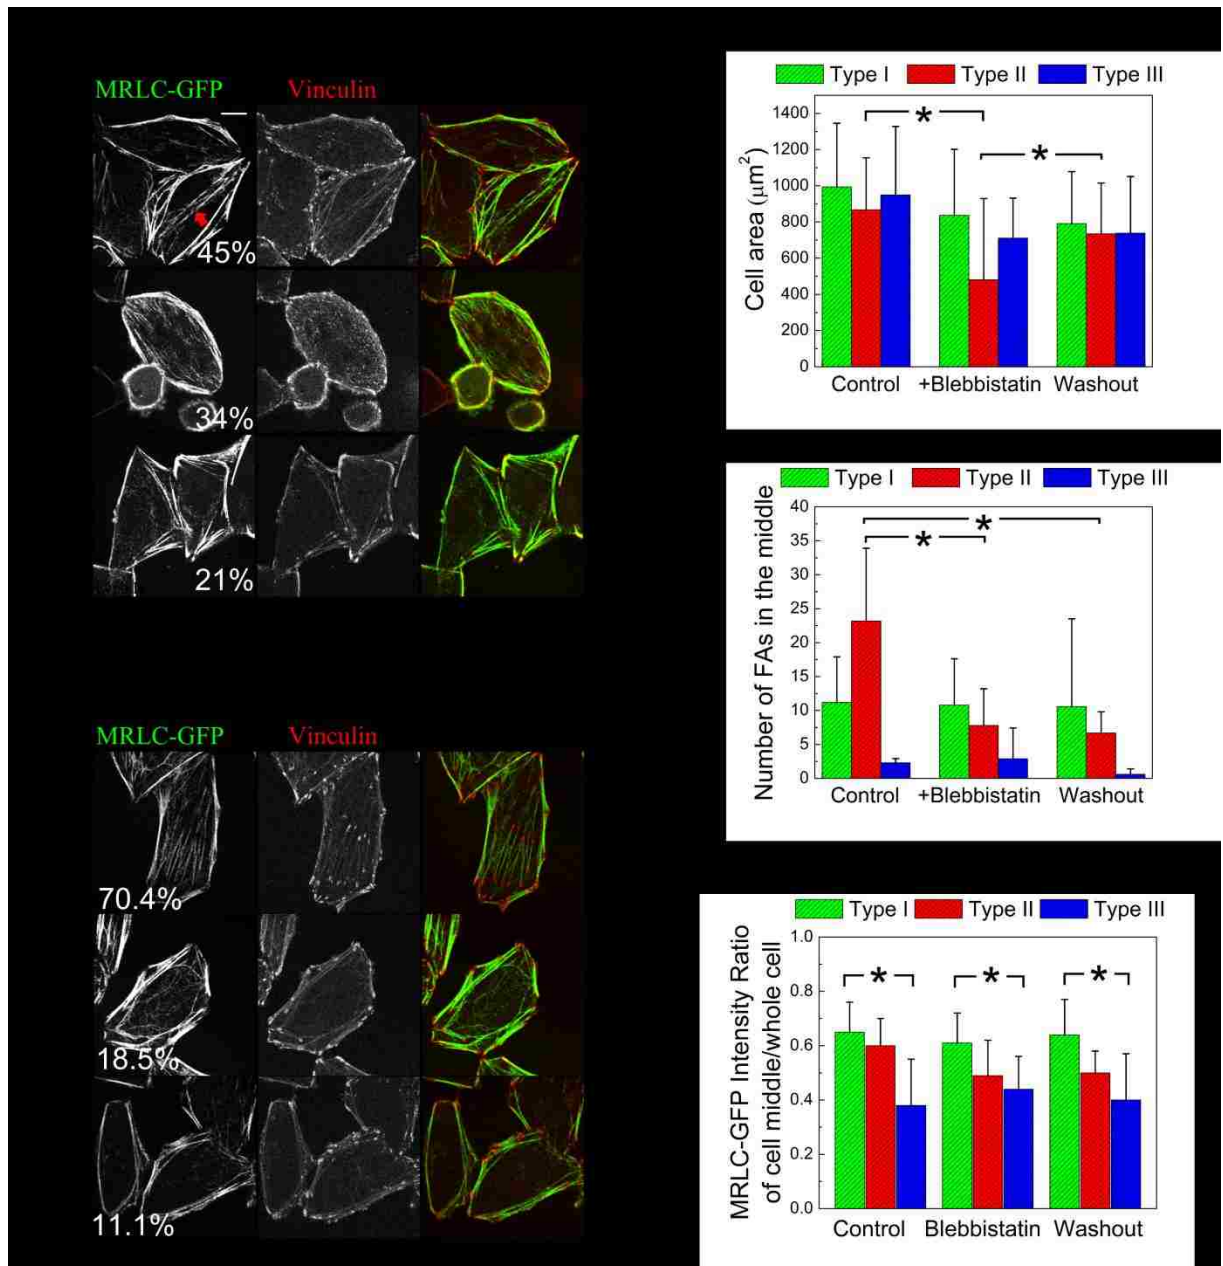 MRLC-GFP Vinculin
45%
34%
21%
MRLC-GFP Vinculin
70.4%
18.5%
11.1%
Type I Type II Type III
Cell area (μm²)
1400
1200
1000
800
600
400
200
0
*
*
Control +Blebbistatin Washout
Type I Type II Type III
Number of FAs in the middle
40
35
30
25
20
15
10
5
0
*
*
Control +Blebbistatin Washout
Type I Type II Type III
MRLC-GFP Intensity Ratio
of cell middle/whole cell
1.0
0.8
0.6
0.4
0.2
0.0
* * *
Control Blebbistatin Washout